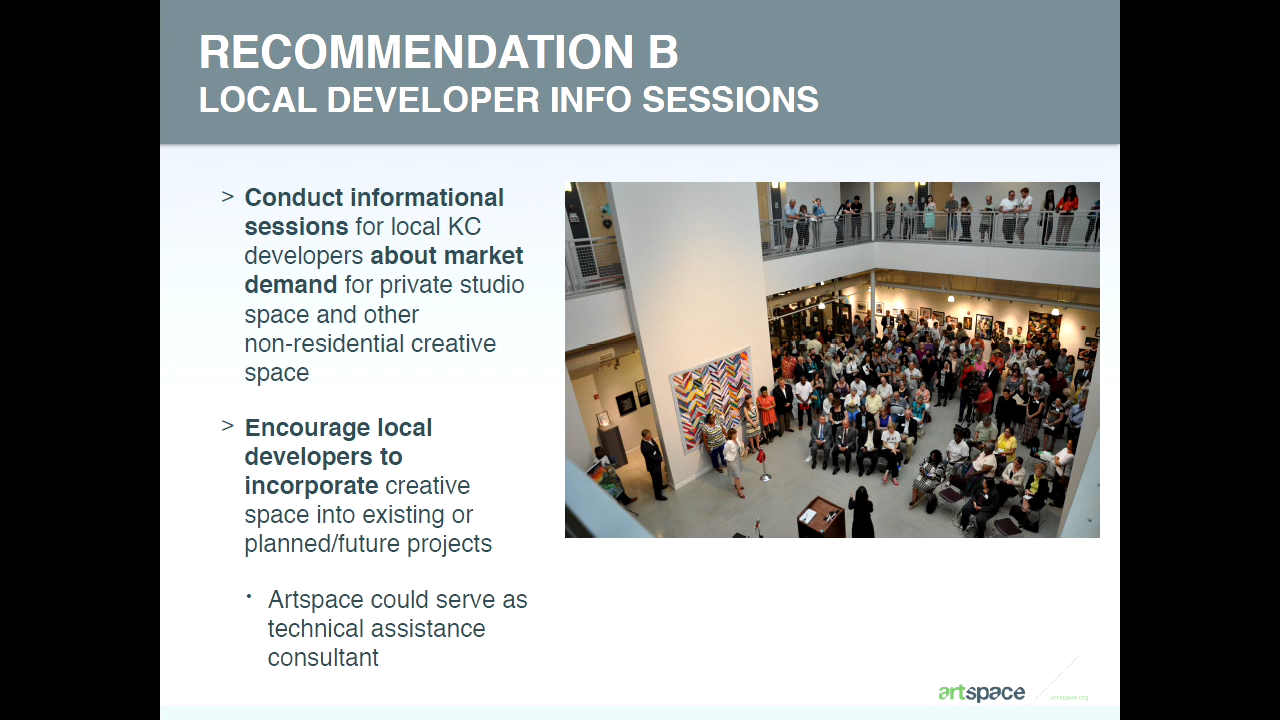 RECOMMENDATION B
LOCAL DEVELOPER INFO SESSIONS
> Conduct informational
sessions for local KC
developers about market
demand for private studio
space and other
non-residential creative
space
> Encourage local
developers to
incorporate creative
space into existing or
planned/future projects
• Artspace could serve as
technical assistance
consultant
artspace
artspace.org